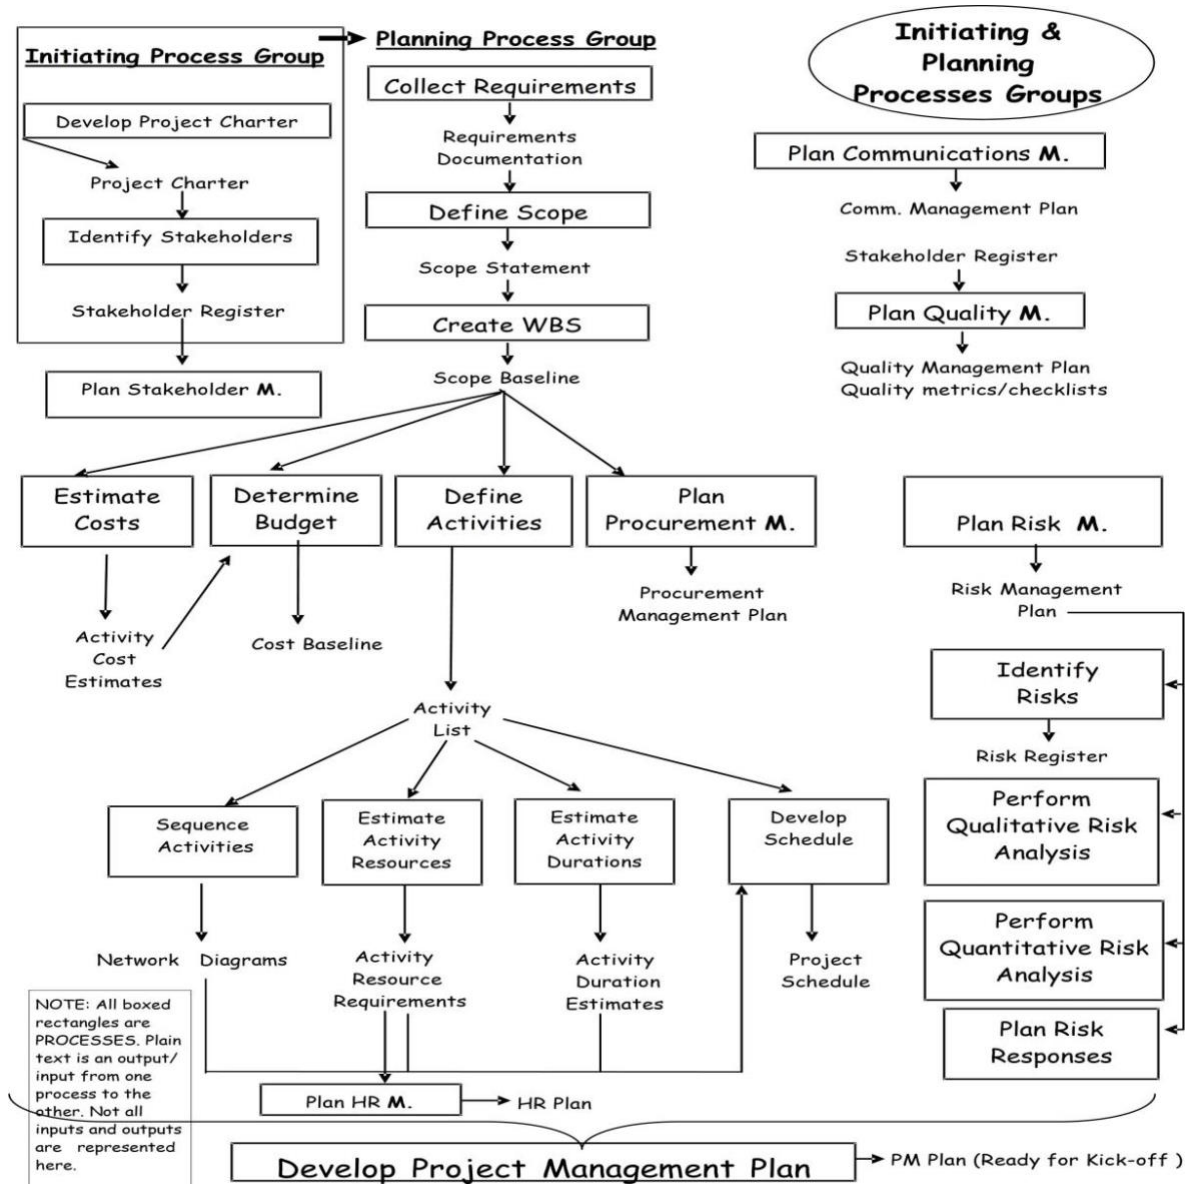 Initiating Process Group
Planning Process Group
Initiating &
Planning
Processes Groups
Develop Project Charter
Project Charter
Identify Stakeholders
Stakeholder Register
Plan Stakeholder M.
Collect Requirements
Requirements
Documentation
Define Scope
Scope Statement
Create WBS
Scope Baseline
Plan Communications M.
Comm. Management Plan
Stakeholder Register
Plan Quality M.
Quality Management Plan
Quality metrics/checklists
Estimate
Costs
Activity
Cost
Estimates
Determine
Budget
Cost Baseline
Define
Activities
Plan
Procurement M.
Procurement
Management Plan
Activity
List
Sequence
Activities
Network Diagrams
Estimate
Activity
Resources
Activity
Resource
Requirements
Estimate
Activity
Durations
Activity
Duration
Estimates
Develop
Schedule
Project
Schedule
Plan Risk M.
Risk Management
Plan
Identify
Risks
Risk Register
Perform
Qualitative Risk
Analysis
Perform
Quantitative Risk
Analysis
Plan Risk
Responses
NOTE: All boxed
rectangles are
PROCESSES. Plain
text is an output/
input from one
process to the
other. Not all
inputs and outputs
are represented
here.
Plan HR M.
HR Plan
Develop Project Management Plan
PM Plan (Ready for Kick-off )